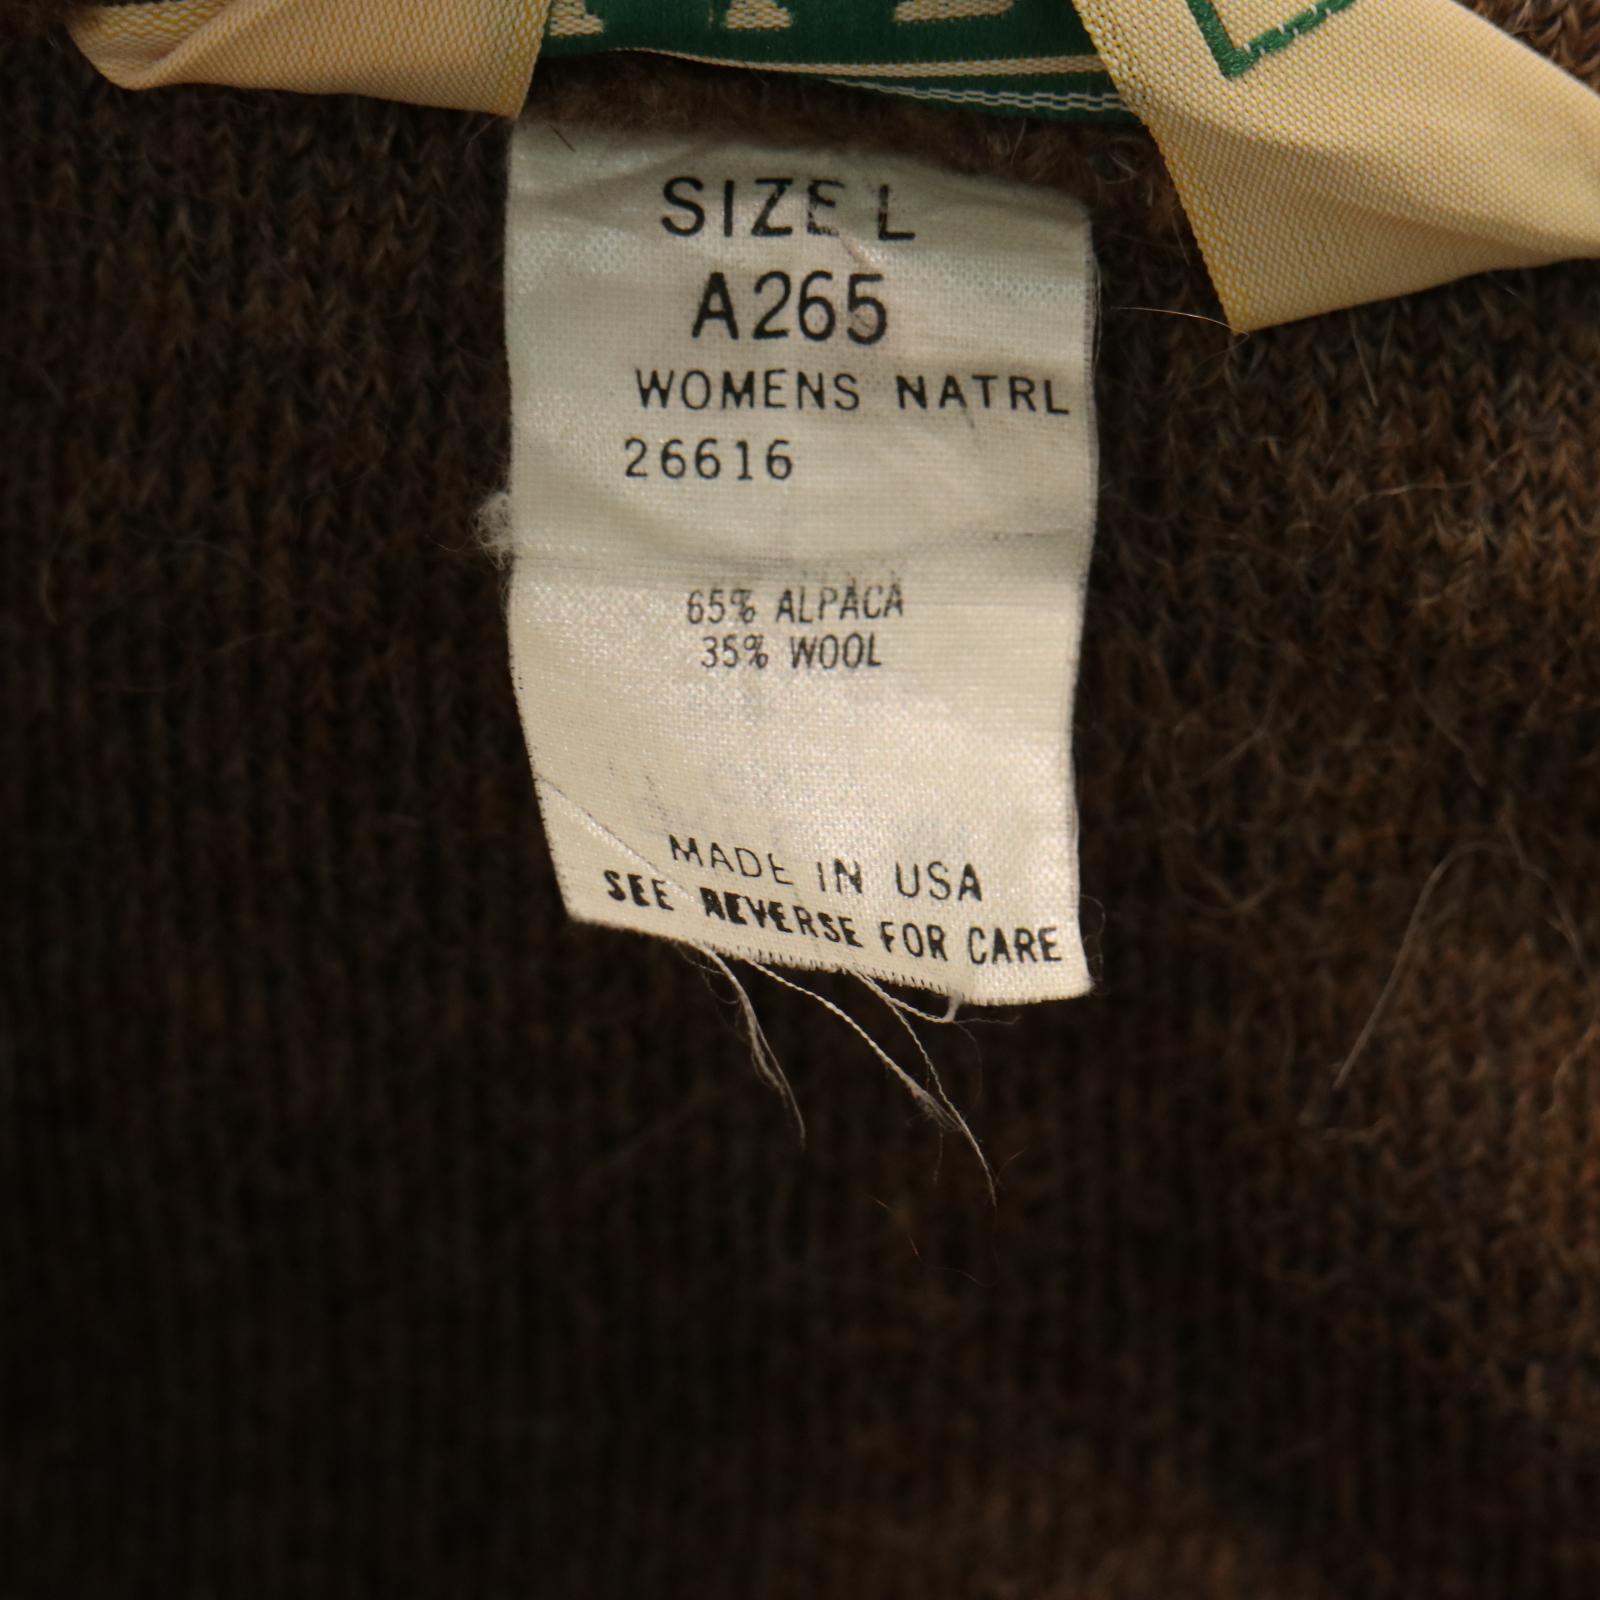 SIZE L
A265
WOMENS NATRL
26616
65% ALPACA
35% WOOL
MADE IN USA
SEE REVERSE FOR CARE